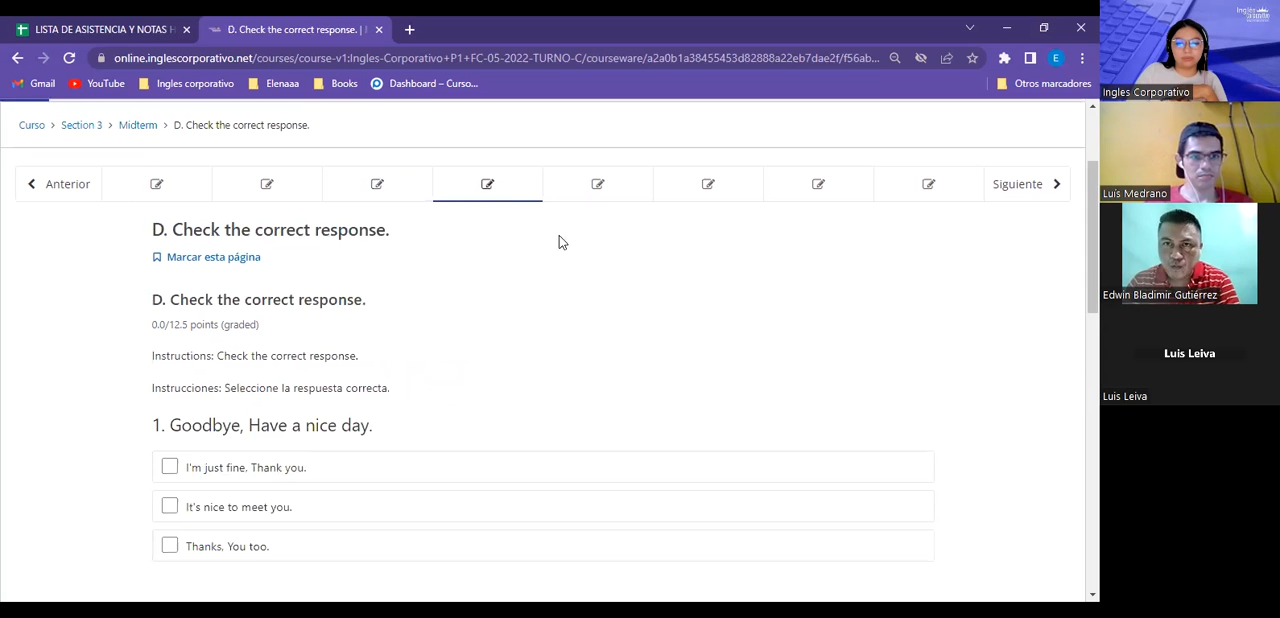 LISTA DE ASISTENCIA Y NOTAS H
D. Check the correct response. |
online.inglescorporativo.net/courses/course-v1:Ingles-Corporativo+P1+FC-05-2022-TURNO-C/courseware/a2a0b1a38455453d82888a22eb7dae2f/f56ab...
E
Gmail
YouTube
Ingles corporativo
Elenaaa
Books
Dashboard – Curso...
Otros marcadores
Curso > Section 3 > Midterm > D. Check the correct response.
Anterior
Siguiente
D. Check the correct response.
Marcar esta página
D. Check the correct response.
0.0/12.5 points (graded)
Instructions: Check the correct response.
Instrucciones: Seleccione la respuesta correcta.
1. Goodbye, Have a nice day.
I'm just fine. Thank you.
It's nice to meet you.
Thanks. You too.
Ingles Corporativo
Luis Medrano
Edwin Bladimir Gutiérrez
Luis Leiva
Luis Leiva